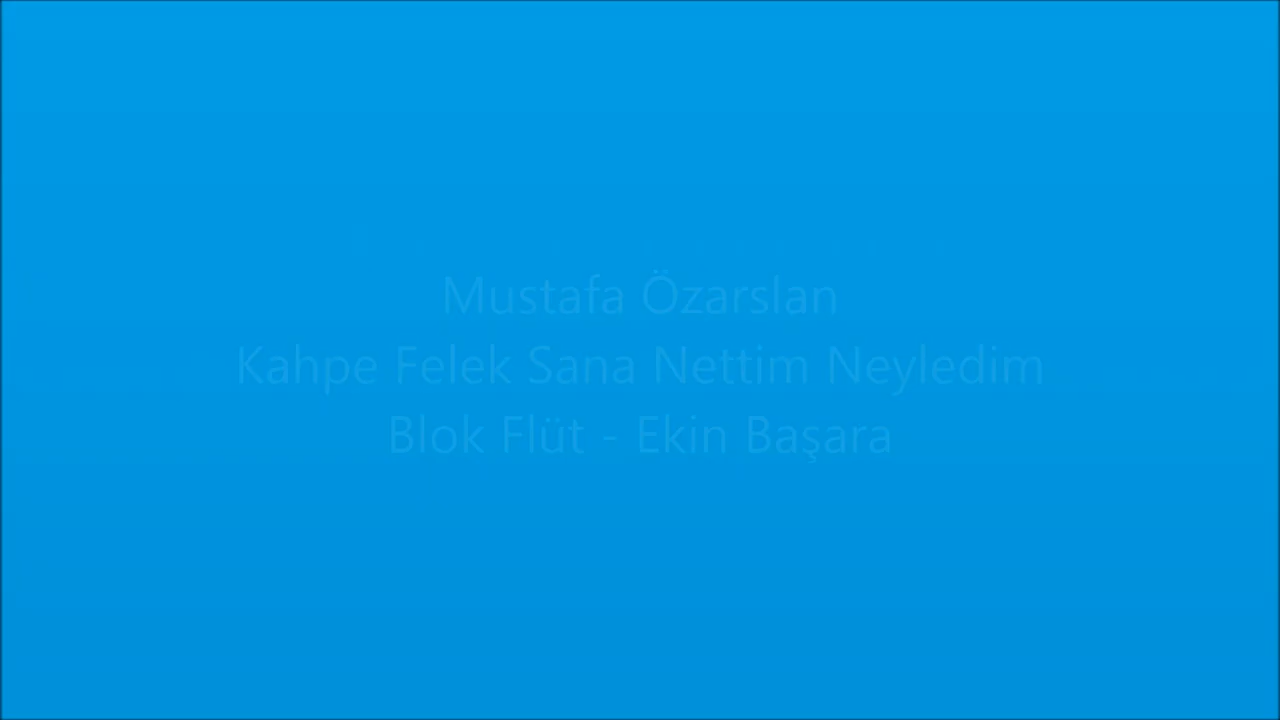 Mustafa Özarslan
Kahpe Felek Sana Nettim Neyledim
Blok Flüt - Ekin Başara